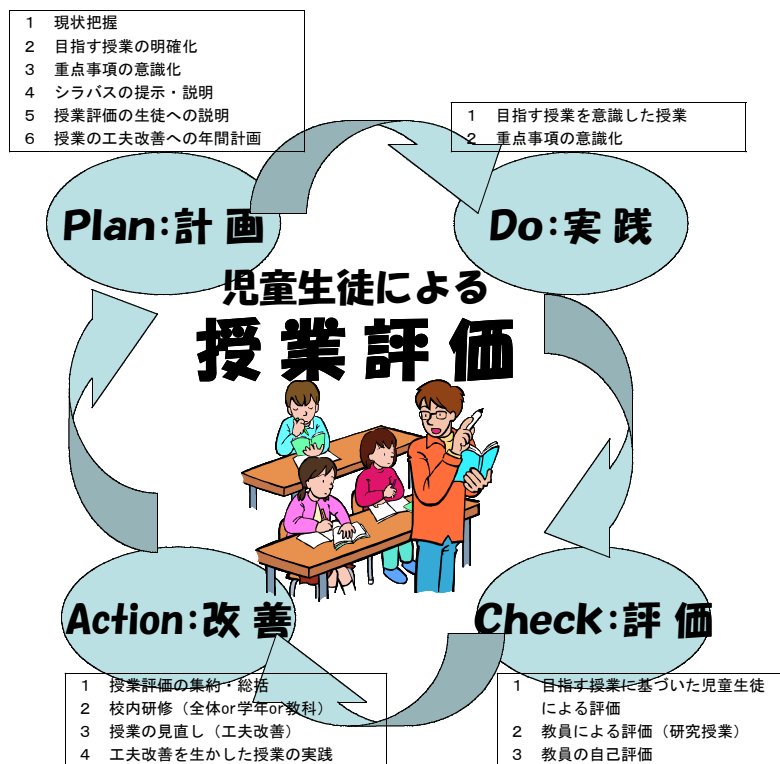 1 現状把握
2 目指す授業の明確化
3 重点事項の意識化
4 シラバスの提示・説明
5 授業評価の生徒への説明
6 授業の工夫改善への年間計画
1 目指す授業を意識した授業
2 重点事項の意識化
Plan:計画
Do:実践
児童生徒による
授業評価
Action:改善
Check:評価
1 授業評価の集約・総括
2 校内研修（全体or学年or教科）
3 授業の見直し（工夫改善）
4 工夫改善を生かした授業の実践
1 目指す授業に基づいた児童生徒
による評価
2 教員による評価（研究授業）
3 教員の自己評価